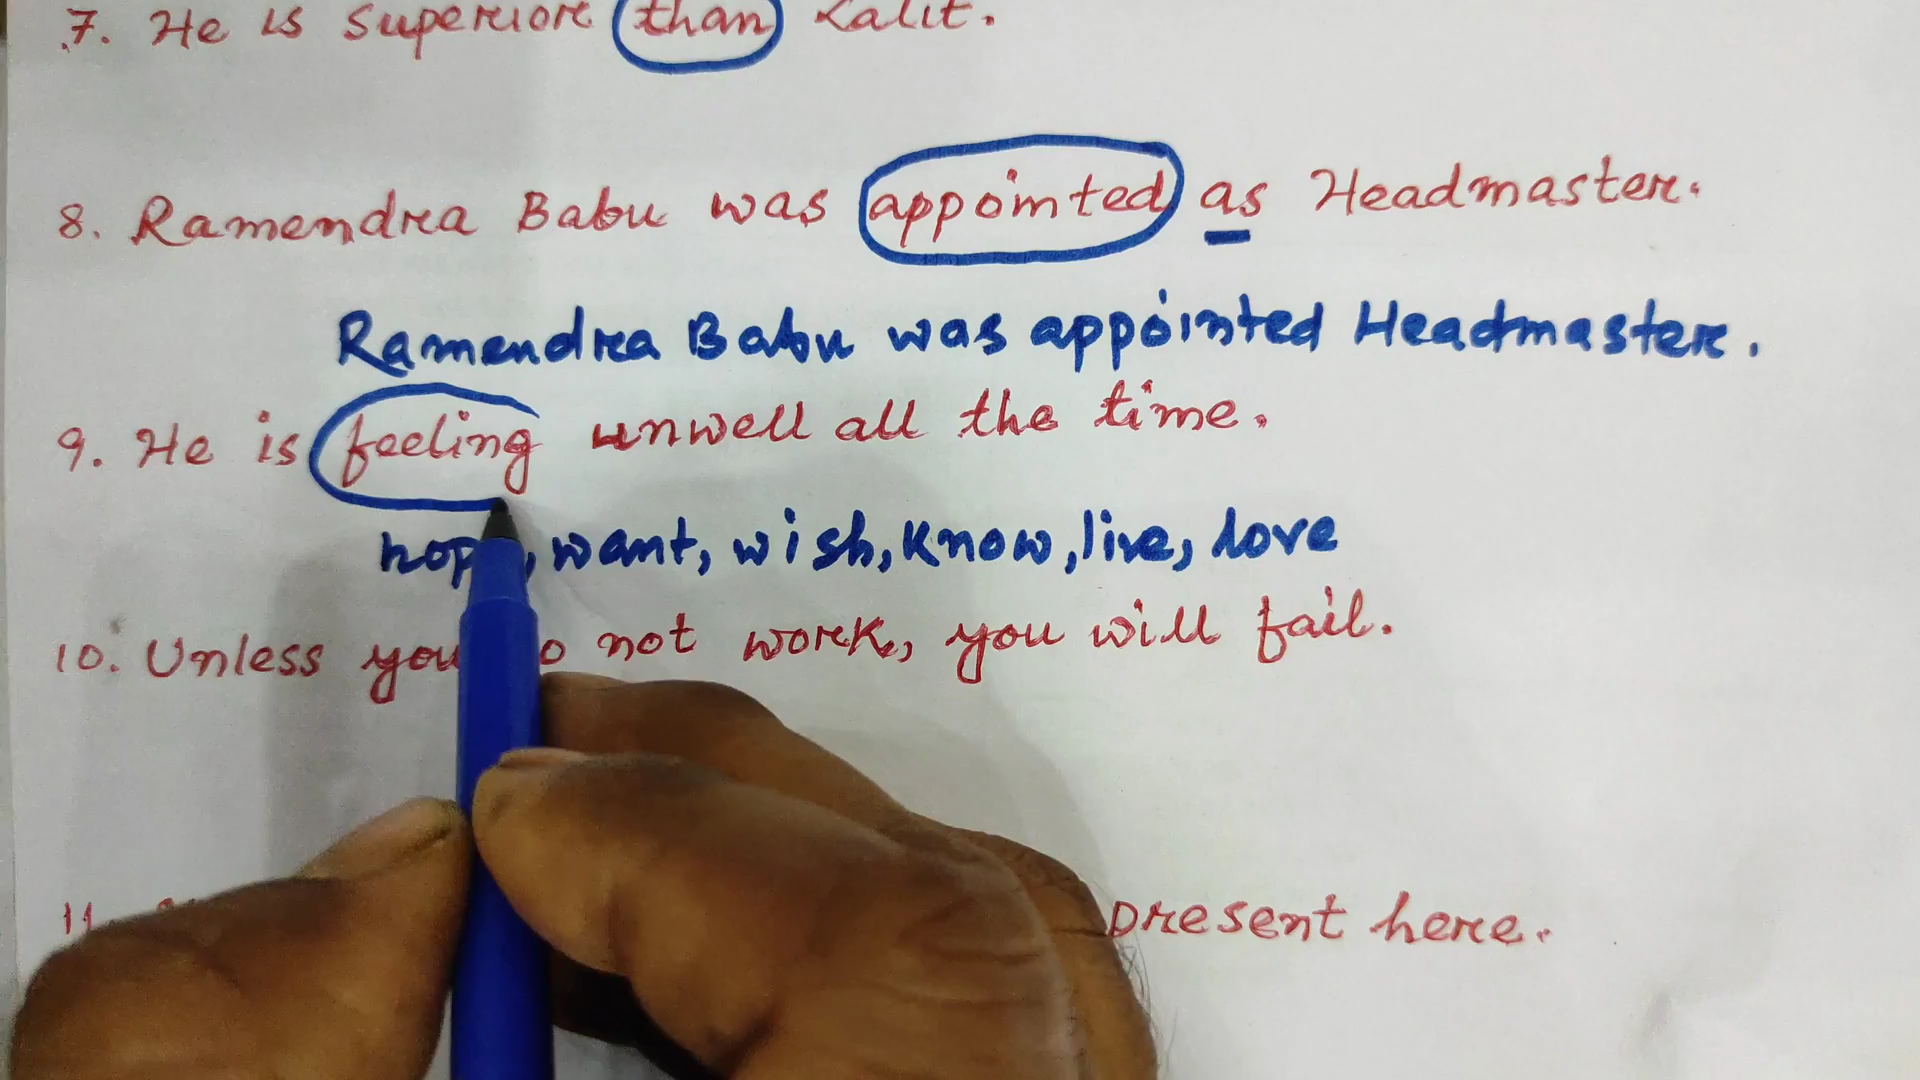 7. He is superior than Lalit.
8. Ramendra Babu was appointed as Headmaster.
Ramendra Babu was appointed Headmaster.
9. He is feeling unwell all the time.
want, wish, know, live, love
10. Unless you not work, you will fail.
11. present here.